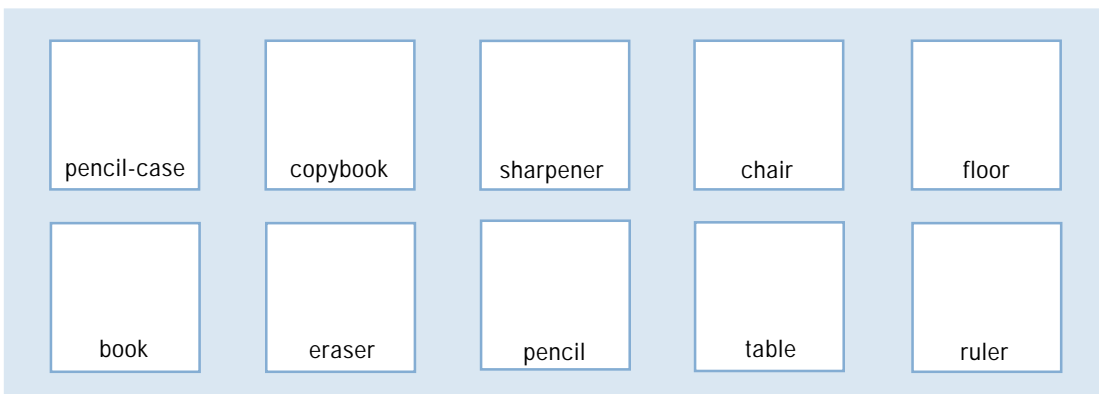 pencil-case copybook sharpener chair floor
book eraser pencil table ruler